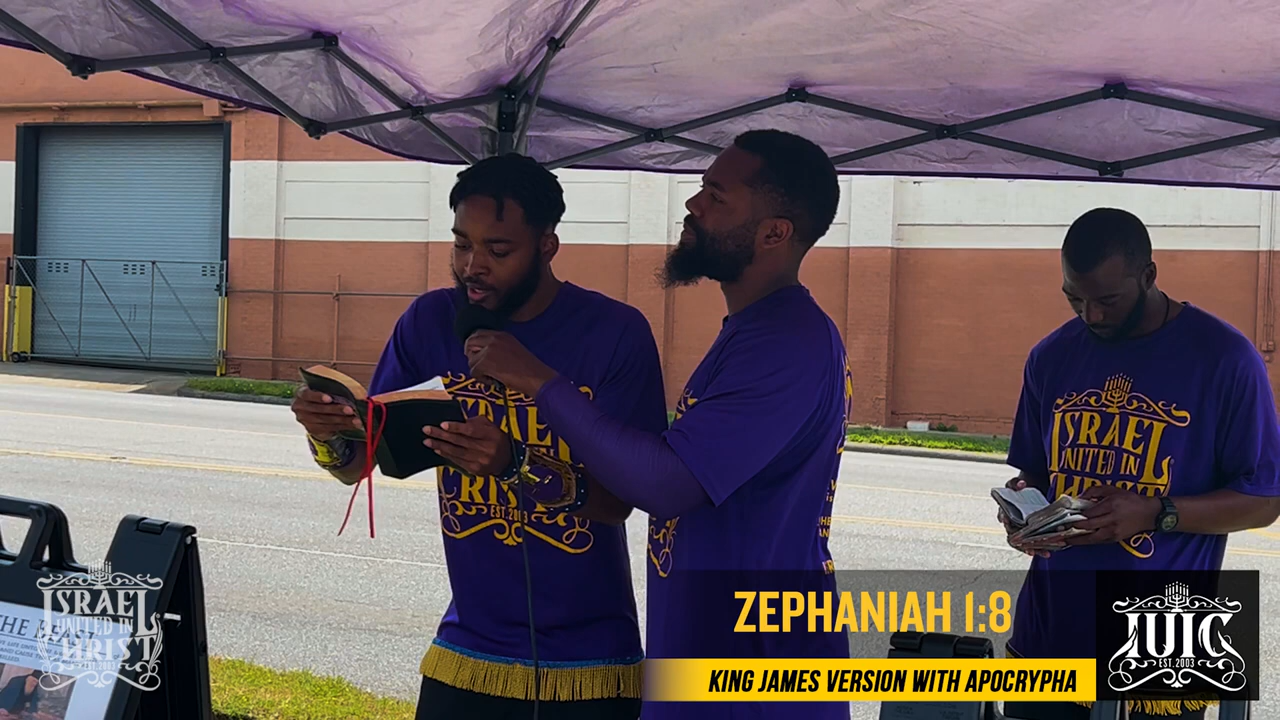 ISRAEL
UNITED IN
CHRIST
EST. 2003
ISRAEL
UNITED IN
CHRIST
ISRAEL
UNITED IN
CHRIST
EST. 2003
ZEPHANIAH 1:8
KING JAMES VERSION WITH APOCRYPHA
IUIC
EST. 2003